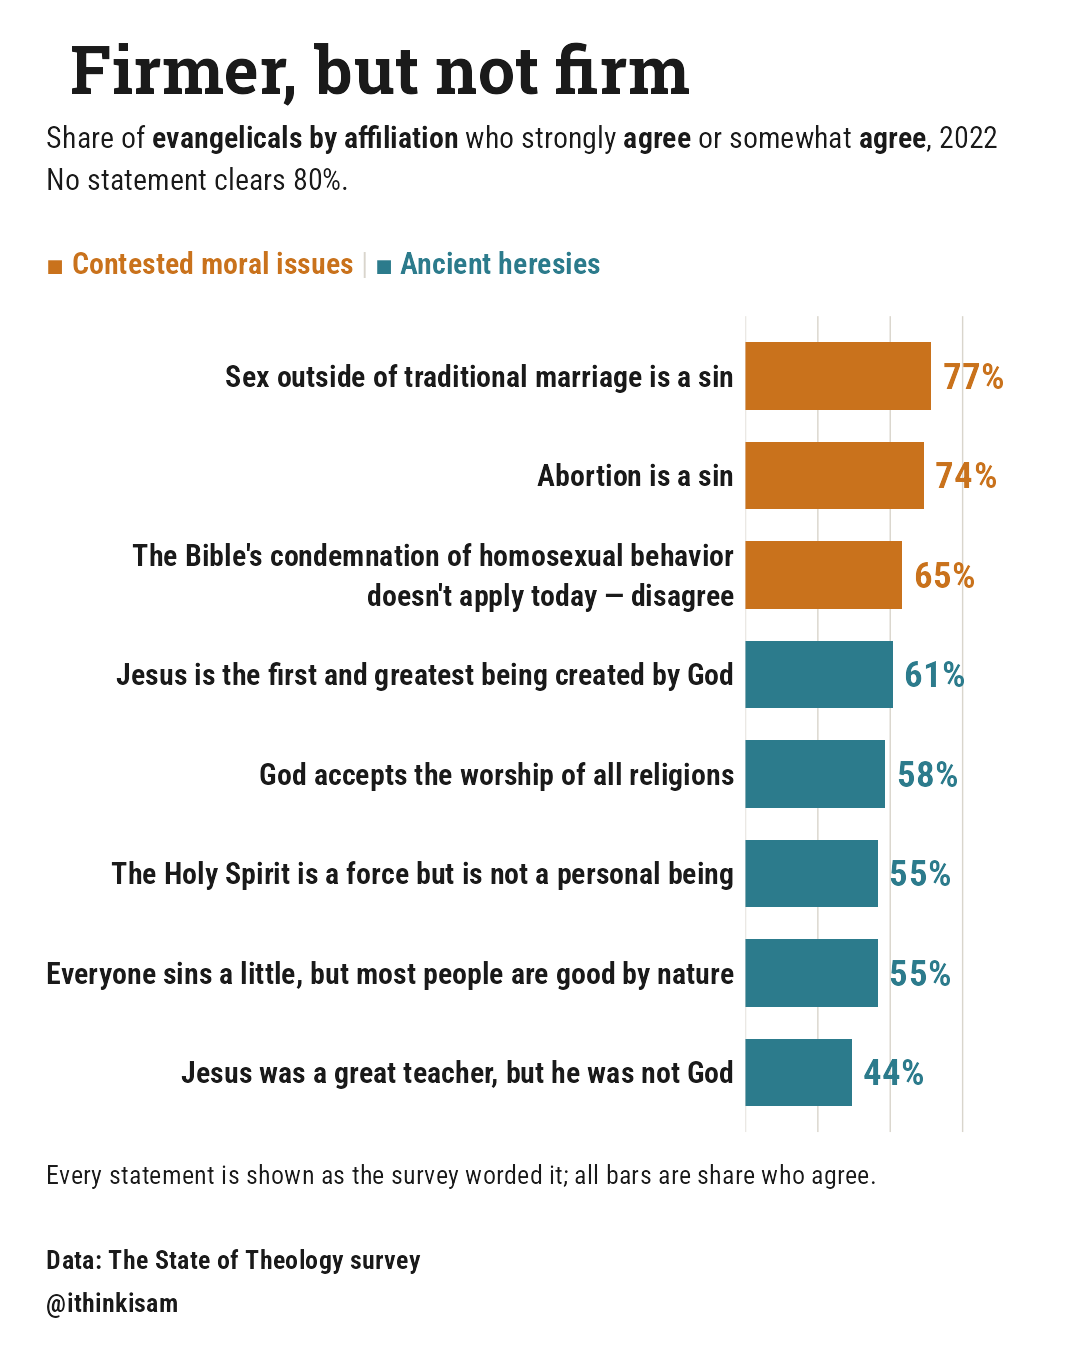 Firmer, but not firm
Share of evangelicals by affiliation who strongly agree or somewhat agree, 2022
No statement clears 80%.
■ Contested moral issues | ■ Ancient heresies
Sex outside of traditional marriage is a sin 77%
Abortion is a sin 74%
The Bible's condemnation of homosexual behavior
doesn't apply today — disagree 65%
Jesus is the first and greatest being created by God 61%
God accepts the worship of all religions 58%
The Holy Spirit is a force but is not a personal being 55%
Everyone sins a little, but most people are good by nature 55%
Jesus was a great teacher, but he was not God 44%
Every statement is shown as the survey worded it; all bars are share who agree.
Data: The State of Theology survey
@ithinkisam